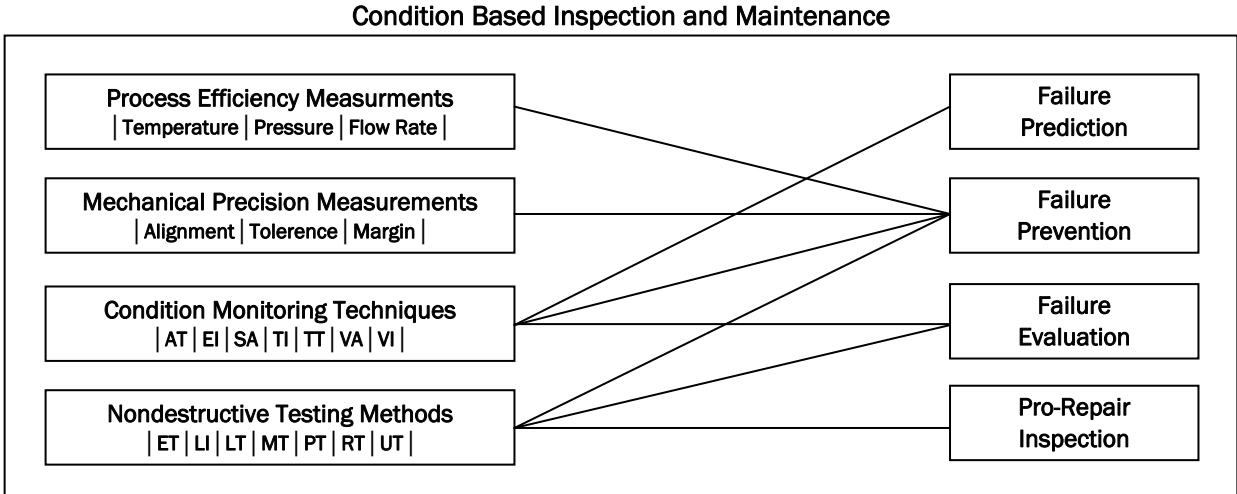 Condition Based Inspection and Maintenance
Process Efficiency Measurments
|Temperature|Pressure|Flow Rate|
Failure
Prediction
Mechanical Precision Measurements
|Alignment|Tolerence|Margin|
Failure
Prevention
Condition Monitoring Techniques
|AT|EI|SA|TI|TT|VA|VI|
Failure
Evaluation
Nondestructive Testing Methods
|ET|LI|LT|MT|PT|RT|UT|
Pro-Repair
Inspection